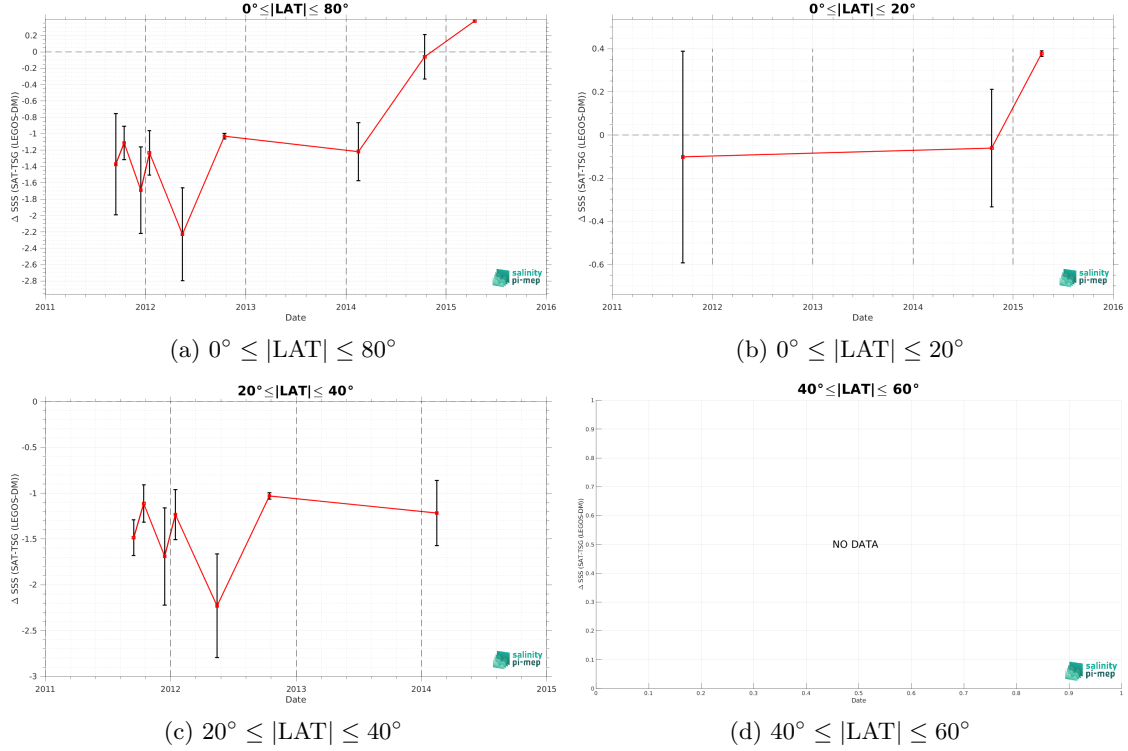 0°≤|LAT|≤ 80°
Δ SSS (SAT-TSG (LEGOS-DM))
0.2
0
-0.2
-0.4
-0.6
-0.8
-1
-1.2
-1.4
-1.6
-1.8
-2
-2.2
-2.4
-2.6
-2.8
2011 2012 2013 2014 2015 2016
Date
salinity
pi-mep
(a) 0° ≤ |LAT| ≤ 80°
0°≤|LAT|≤ 20°
Δ SSS (SAT-TSG (LEGOS-DM))
0.4
0.2
0
-0.2
-0.4
-0.6
2011 2012 2013 2014 2015 2016
Date
salinity
pi-mep
(b) 0° ≤ |LAT| ≤ 20°
20°≤|LAT|≤ 40°
Δ SSS (SAT-TSG (LEGOS-DM))
0
-0.5
-1
-1.5
-2
-2.5
-3
2011 2012 2013 2014 2015
Date
salinity
pi-mep
(c) 20° ≤ |LAT| ≤ 40°
40°≤|LAT|≤ 60°
Δ SSS (SAT-TSG (LEGOS-DM))
1
0.9
0.8
0.7
0.6
0.5
0.4
0.3
0.2
0.1
0
NO DATA
0 0.1 0.2 0.3 0.4 0.5 0.6 0.7 0.8 0.9 1
Date
salinity
pi-mep
(d) 40° ≤ |LAT| ≤ 60°